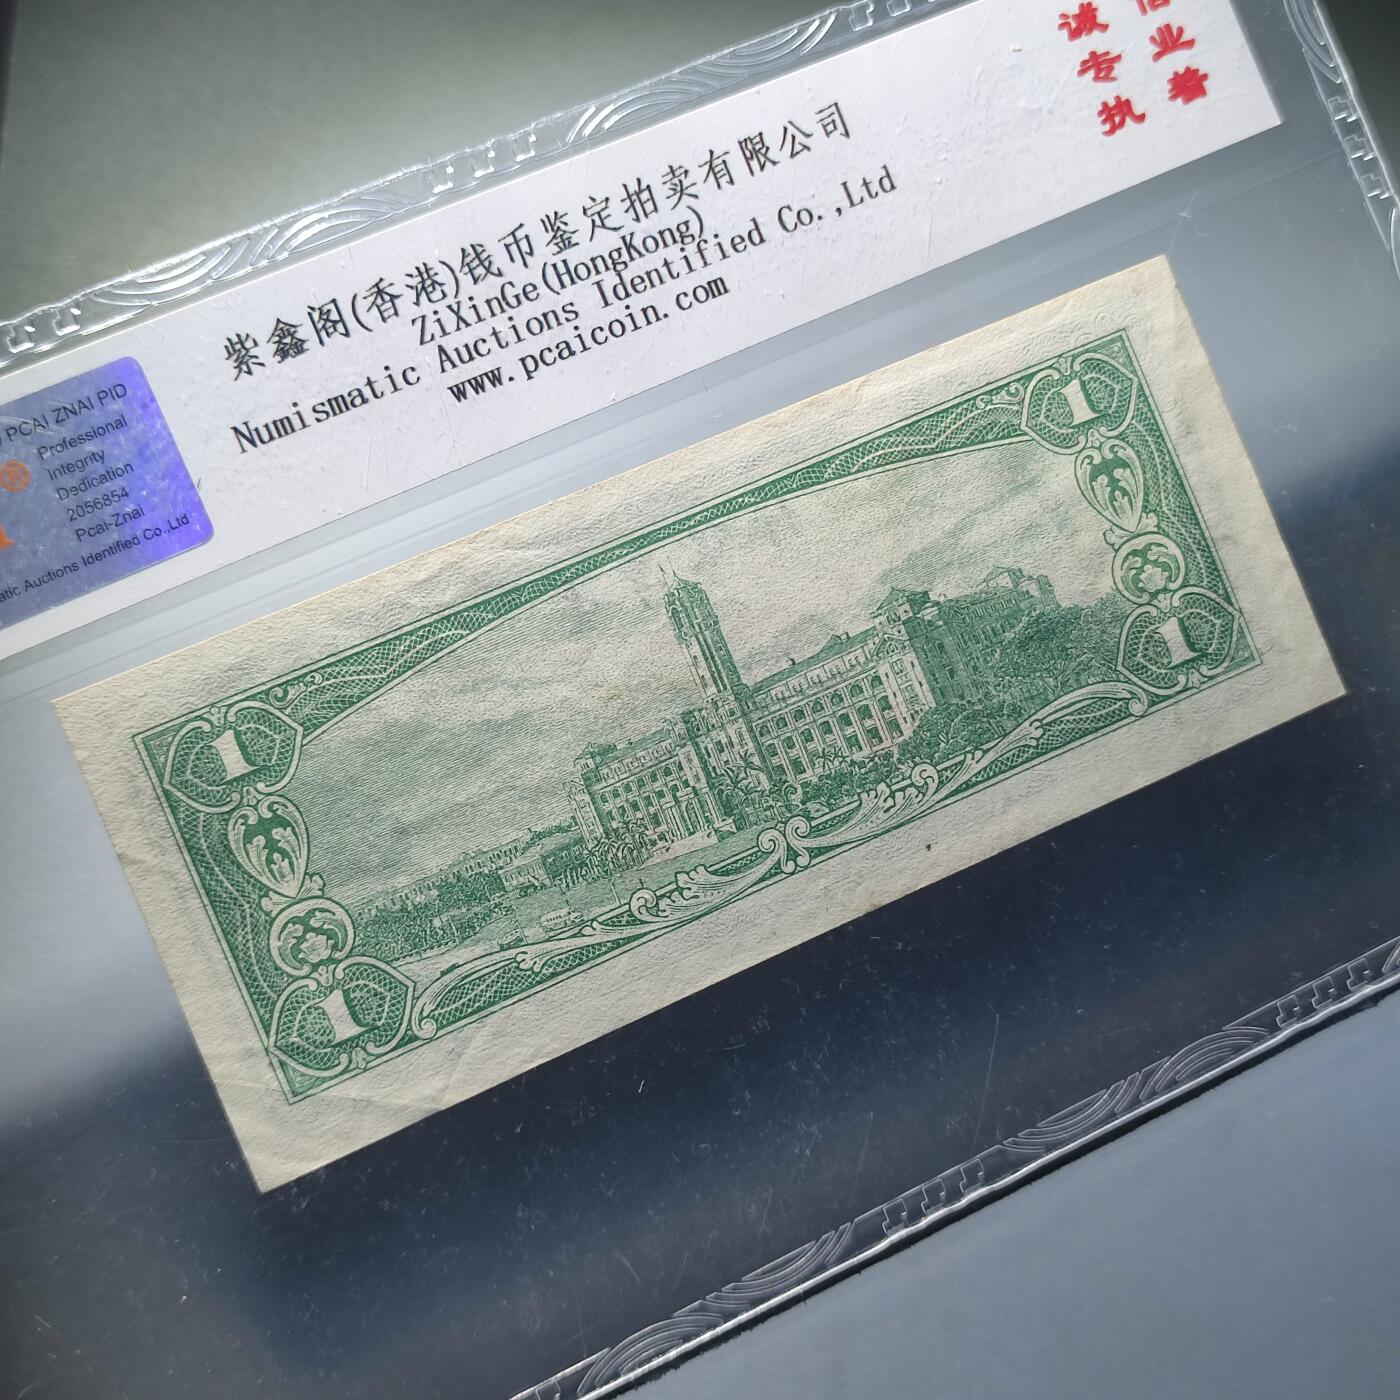 诚专执
信业着
紫鑫阁(香港)钱币鉴定拍卖有限公司
ZiXinGe(HongKong)
Numismatic Auctions Identified Co.,Ltd
www.pcaicoin.com
PCAI ZNAI PID
®
Professional
Integrity
Dedication
2056854
Pcai-Znai
atic Auctions Identified Co.,Ltd
1
1
1
1